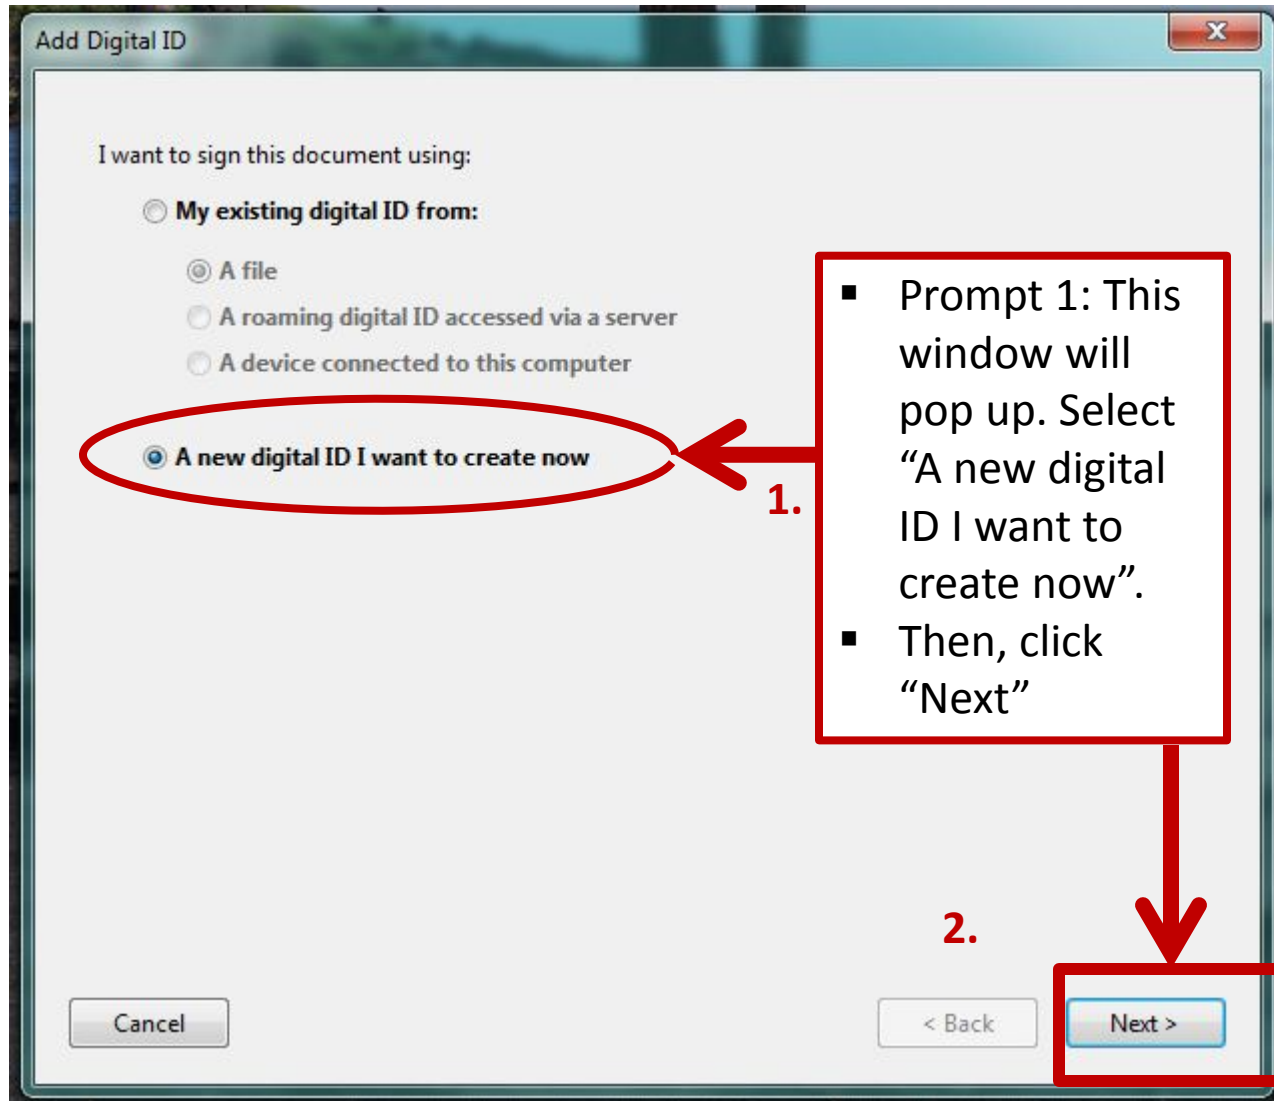 Add Digital ID
I want to sign this document using:
My existing digital ID from:
A file
A roaming digital ID accessed via a server
A device connected to this computer
A new digital ID I want to create now
1.
▪ Prompt 1: This
window will
pop up. Select
“A new digital
ID I want to
create now”.
▪ Then, click
“Next”
2.
Cancel
< Back
Next >